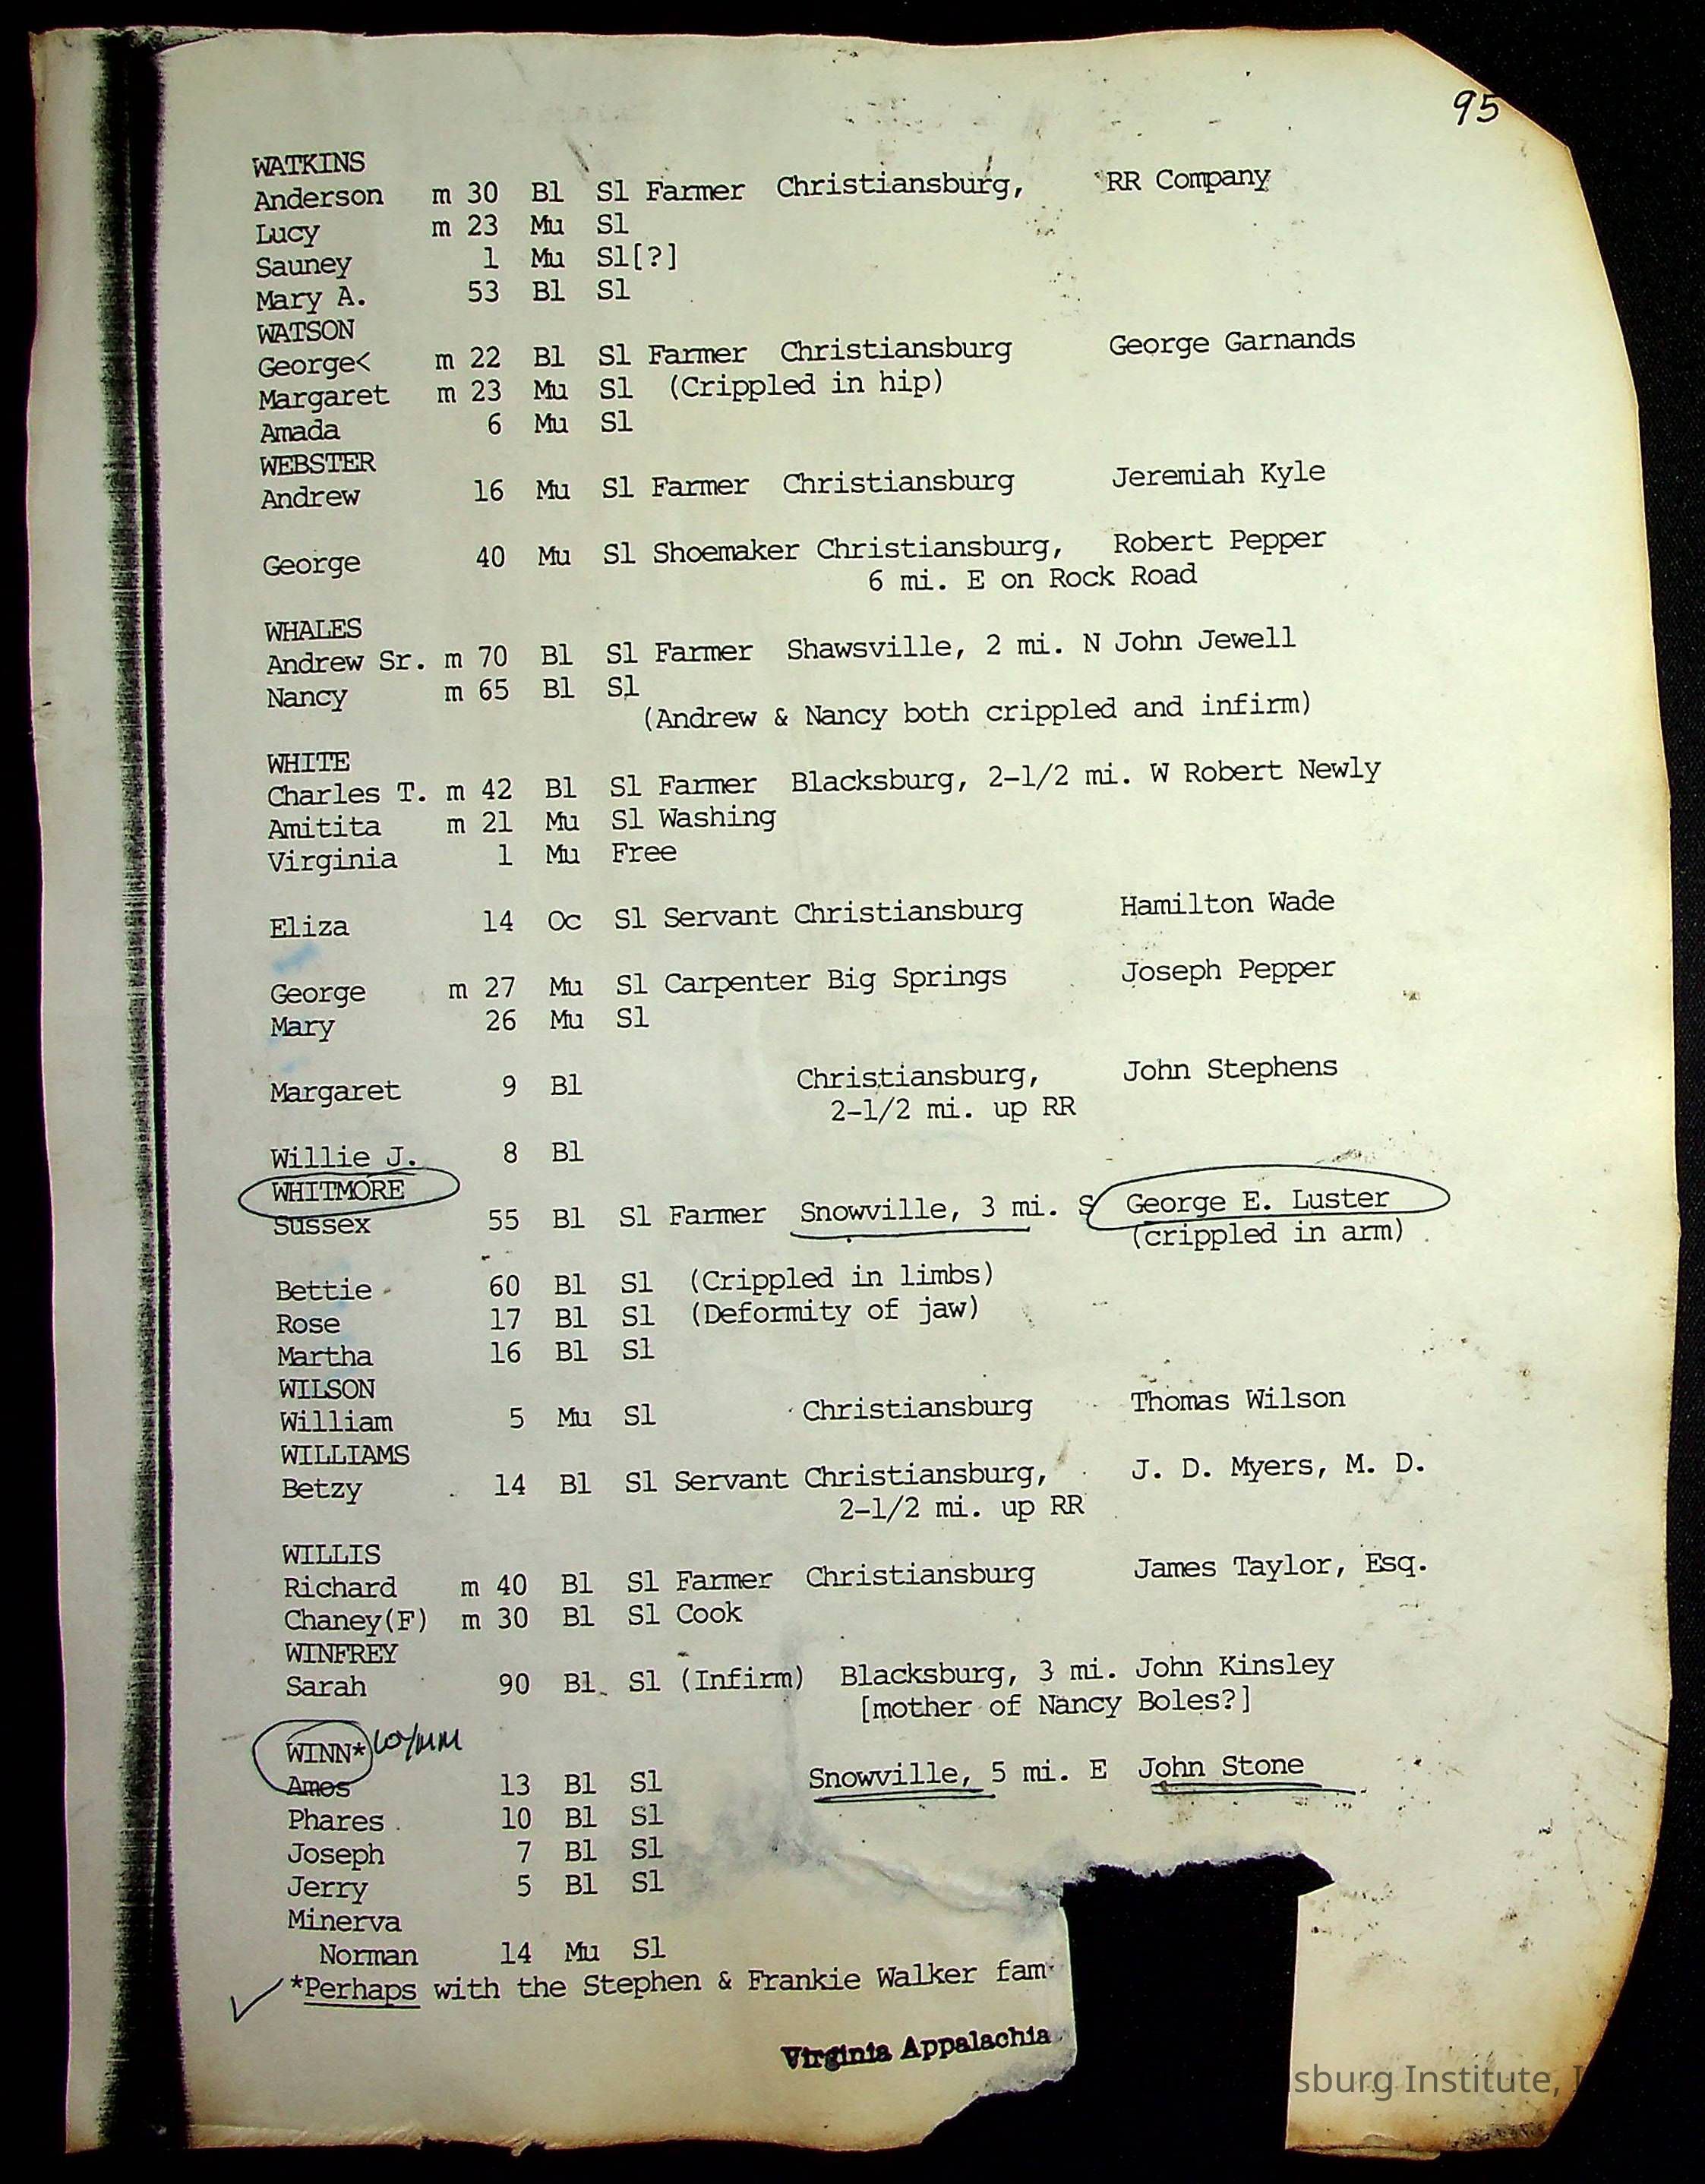 95
WATKINS
Anderson m 30 Bl Sl Farmer Christiansburg, RR Company
Lucy m 23 Mu Sl
Sauney 1 Mu Sl[?]
Mary A. 53 Bl Sl
WATSON
George< m 22 Bl Sl Farmer Christiansburg George Garnands
Margaret m 23 Mu Sl (Crippled in hip)
Amada 6 Mu Sl
WEBSTER
Andrew 16 Mu Sl Farmer Christiansburg Jeremiah Kyle
George 40 Mu Sl Shoemaker Christiansburg, Robert Pepper
6 mi. E on Rock Road
WHALES
Andrew Sr. m 70 Bl Sl Farmer Shawsville, 2 mi. N John Jewell
Nancy m 65 Bl Sl
(Andrew & Nancy both crippled and infirm)
WHITE
Charles T. m 42 Bl Sl Farmer Blacksburg, 2-1/2 mi. W Robert Newly
Amitita m 21 Mu Sl Washing
Virginia 1 Mu Free
Eliza 14 Oc Sl Servant Christiansburg Hamilton Wade
George m 27 Mu Sl Carpenter Big Springs Joseph Pepper
Mary 26 Mu Sl
Margaret 9 Bl Christiansburg, John Stephens
2-1/2 mi. up RR
Willie J. 8 Bl
WHITMORE
Sussex 55 Bl Sl Farmer Snowville, 3 mi. S George E. Luster
(crippled in arm)
Bettie 60 Bl Sl (Crippled in limbs)
Rose 17 Bl Sl (Deformity of jaw)
Martha 16 Bl Sl
WILSON
William 5 Mu Sl Christiansburg Thomas Wilson
WILLIAMS
Betzy 14 Bl Sl Servant Christiansburg, J. D. Myers, M. D.
2-1/2 mi. up RR
WILLIS
Richard m 40 Bl Sl Farmer Christiansburg James Taylor, Esq.
Chaney(F) m 30 Bl Sl Cook
WINFREY
Sarah 90 Bl Sl (Infirm) Blacksburg, 3 mi. John Kinsley
[mother of Nancy Boles?]
WINN*
Amos 13 Bl Sl Snowville, 5 mi. E John Stone
Phares 10 Bl Sl
Joseph 7 Bl Sl
Jerry 5 Bl Sl
Minerva
Norman 14 Mu Sl
*Perhaps with the Stephen & Frankie Walker fam
Virginia Appalachia
sburg Institute,